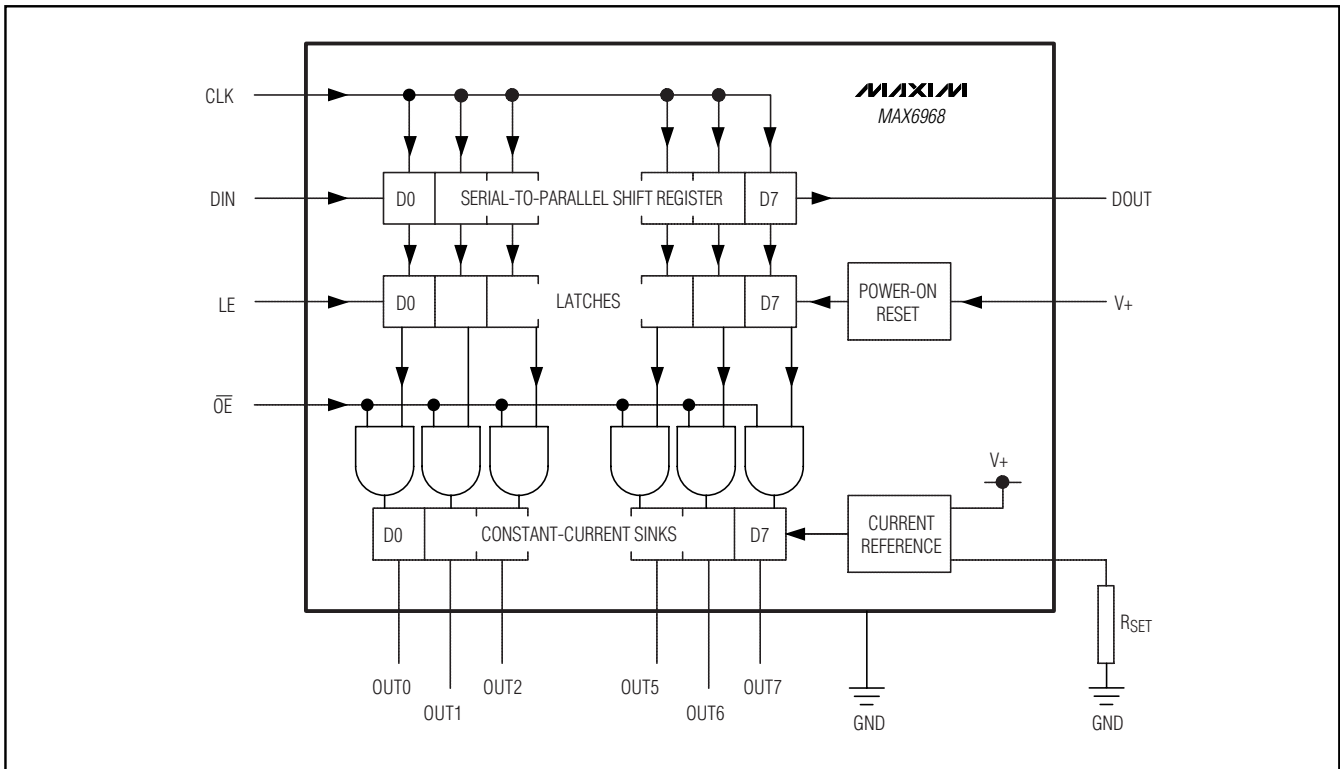 CLK
MAXIM
MAX6968
DIN
D0
SERIAL-TO-PARALLEL SHIFT REGISTER
D7
DOUT
LE
D0
LATCHES
D7
POWER-ON
RESET
V+
OE
V+
D0
CONSTANT-CURRENT SINKS
D7
CURRENT
REFERENCE
RSET
OUT0
OUT1
OUT2
OUT5
OUT6
OUT7
GND
GND